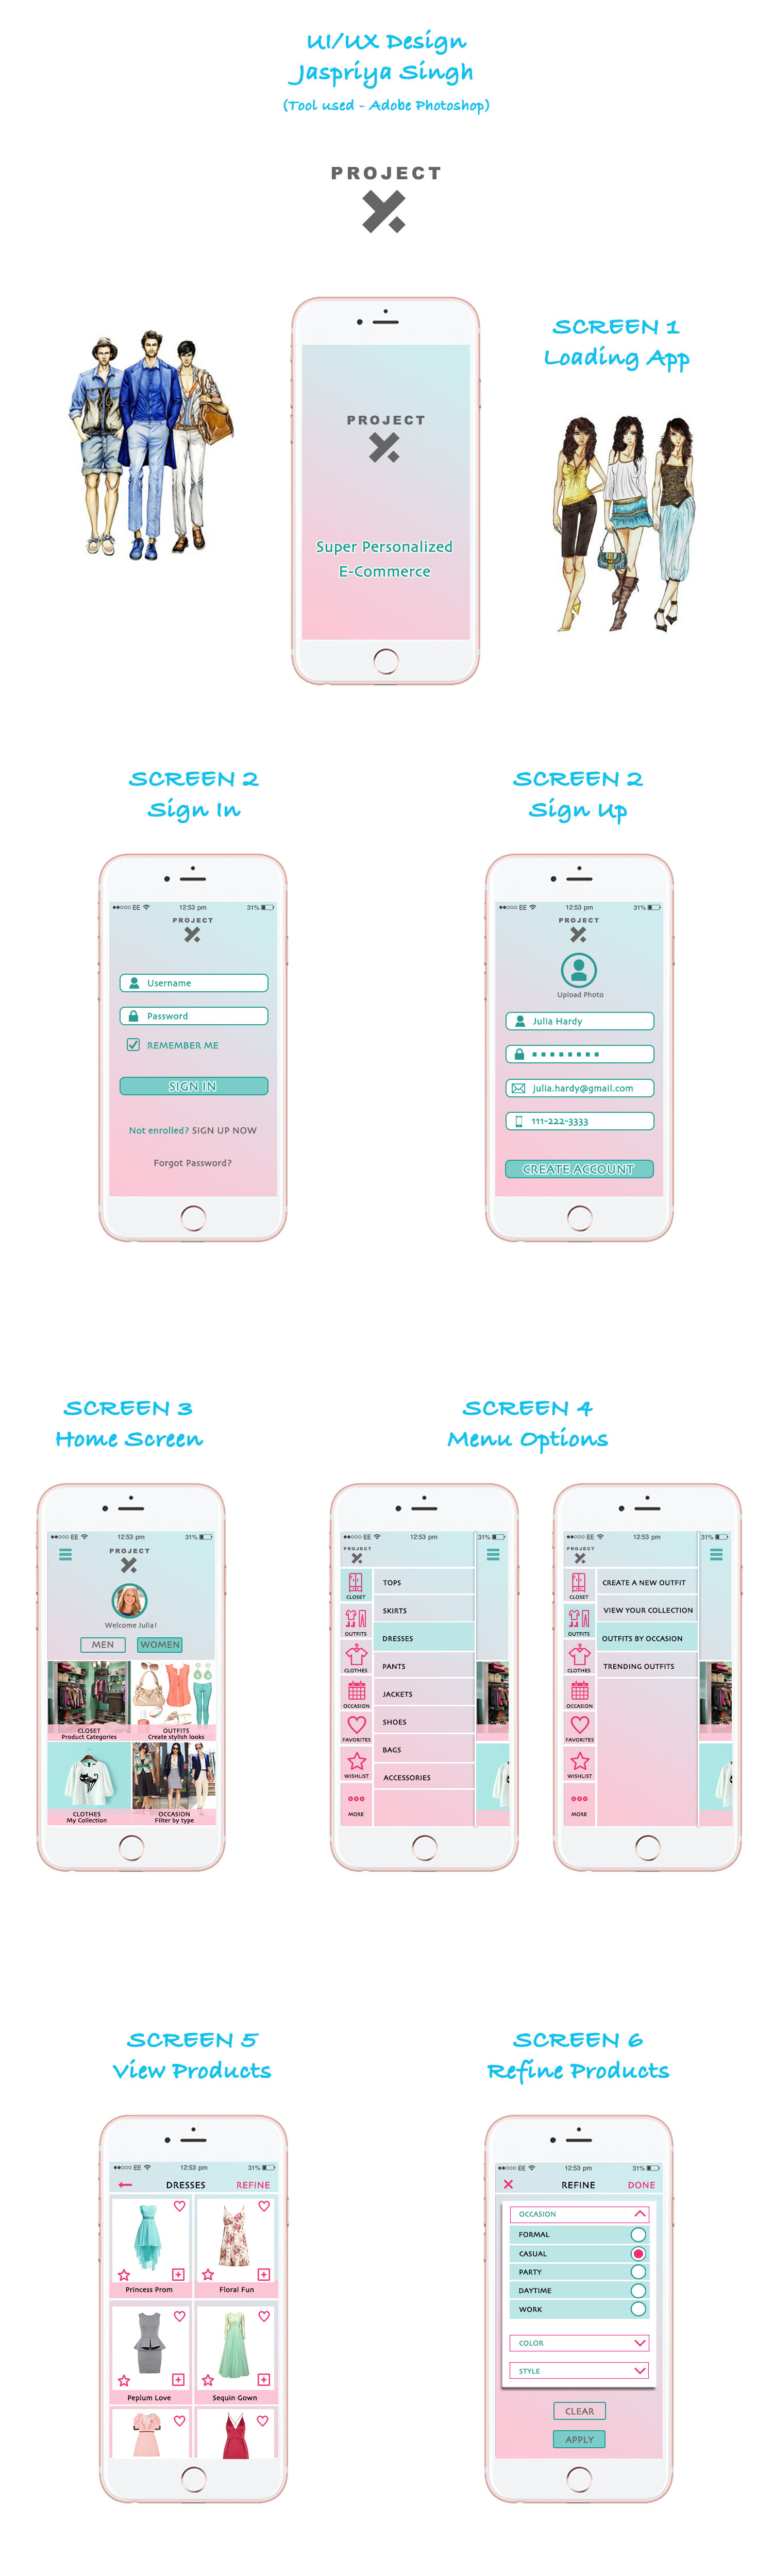 UI/UX Design
Jaspriya Singh
(Tool used - Adobe Photoshop)
PROJECT
X.
SCREEN 1
Loading App
PROJECT
X.
Super Personalized
E-Commerce
SCREEN 2
Sign In
EE 12:53 pm 31%
PROJECT
X.
Username
Password
REMEMBER ME
SIGN IN
Not enrolled? SIGN UP NOW
Forgot Password?
SCREEN 2
Sign Up
EE 12:53 pm 31%
PROJECT
X.
Upload Photo
Julia Hardy
julia.hardy@gmail.com
111-222-3333
CREATE ACCOUNT
SCREEN 3
Home Screen
EE 12:53 pm 31%
PROJECT
X.
Welcome Julia!
MEN WOMEN
CLOSET
Product Categories
OUTFITS
Create stylish looks
CLOTHES
My Collection
OCCASION
Filter by type
SCREEN 4
Menu Options
EE 12:53 pm 31%
PROJECT
X.
CLOSET
OUTFITS
CLOTHES
OCCASION
FAVORITES
WISHLIST
MORE
TOPS
SKIRTS
DRESSES
PANTS
JACKETS
SHOES
BAGS
ACCESSORIES
EE 12:53 pm 31%
PROJECT
X.
CLOSET
OUTFITS
CLOTHES
OCCASION
FAVORITES
WISHLIST
MORE
CREATE A NEW OUTFIT
VIEW YOUR COLLECTION
OUTFITS BY OCCASION
TRENDING OUTFITS
SCREEN 5
View Products
EE 12:53 pm 31%
DRESSES REFINE
Princess Prom
Floral Fun
Peplum Love
Sequin Gown
SCREEN 6
Refine Products
EE 12:53 pm 31%
REFINE DONE
OCCASION
FORMAL
CASUAL
PARTY
DAYTIME
WORK
COLOR
STYLE
CLEAR
APPLY